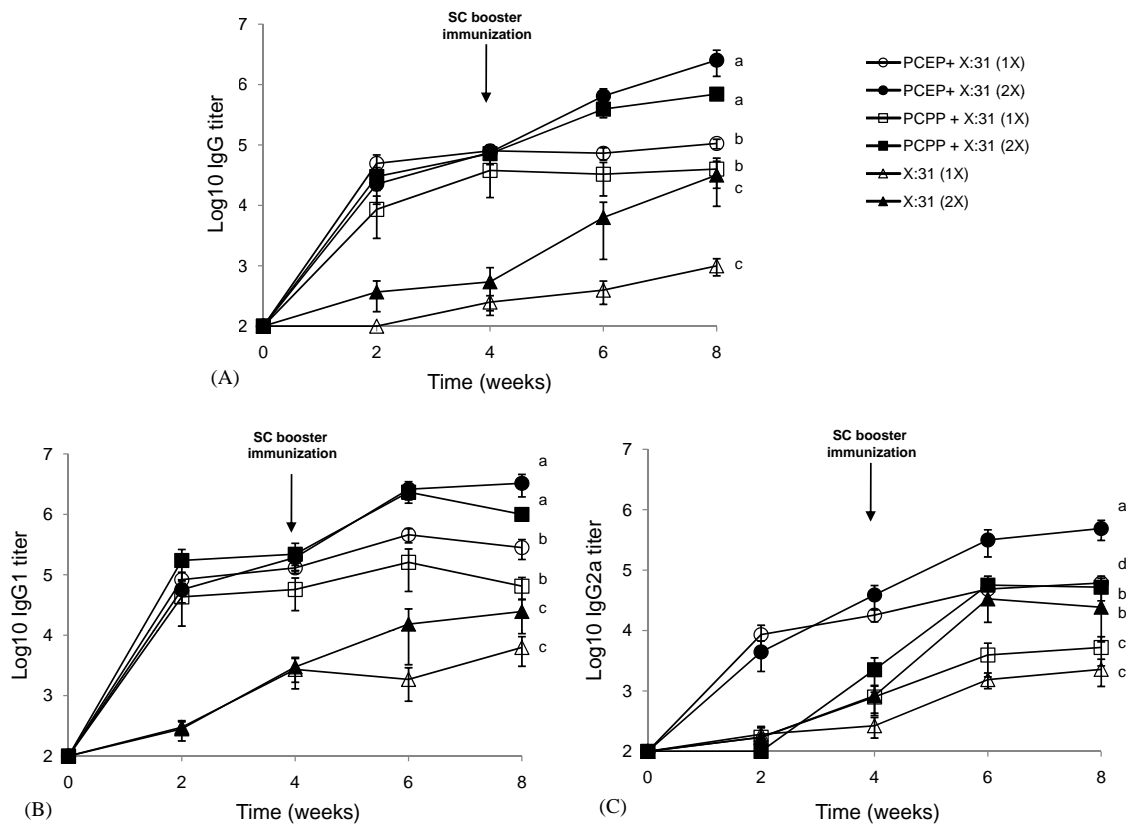 SC booster
immunization
7
6
5
4
3
2
Log10 IgG titer
0 2 4 6 8
Time (weeks)
a
a
b
b
c
c
(A)
PCEP+ X:31 (1X)
PCEP+ X:31 (2X)
PCPP + X:31 (1X)
PCPP + X:31 (2X)
X:31 (1X)
X:31 (2X)
SC booster
immunization
7
6
5
4
3
2
Log10 IgG1 titer
0 2 4 6 8
Time (weeks)
a
a
b
b
c
c
(B)
SC booster
immunization
7
6
5
4
3
2
Log10 IgG2a titer
0 2 4 6 8
Time (weeks)
a
d
b
b
c
c
(C)